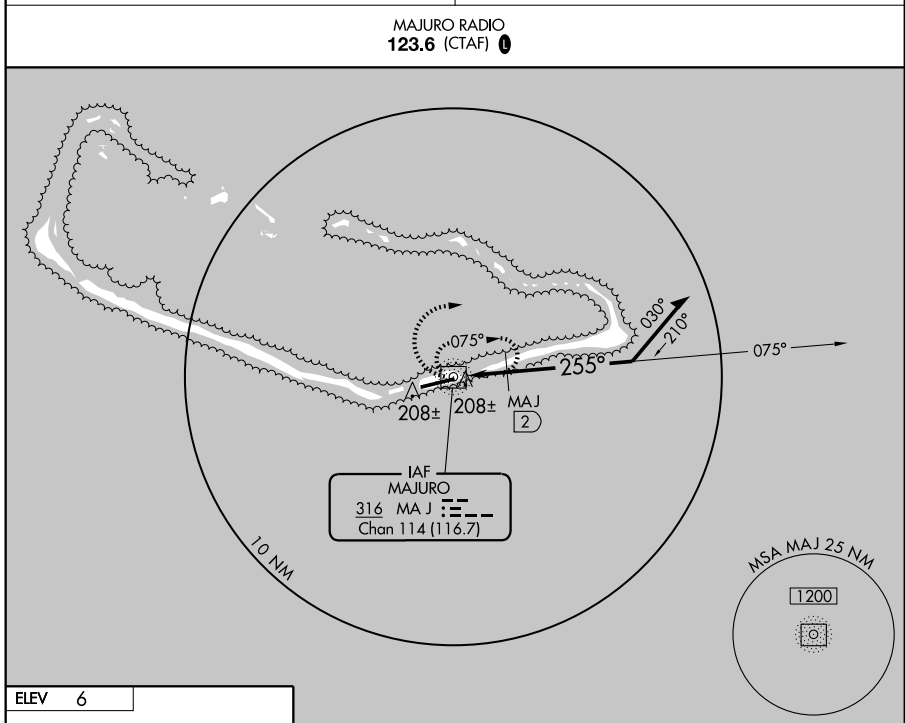 MAJURO RADIO
123.6 (CTAF) L
030°
210°
075°
075°
255°
208± 208± MAJ
2
IAF
MAJURO
316 MA J
Chan 114 (116.7)
10 NM
MSA MAJ 25 NM
1200
ELEV 6